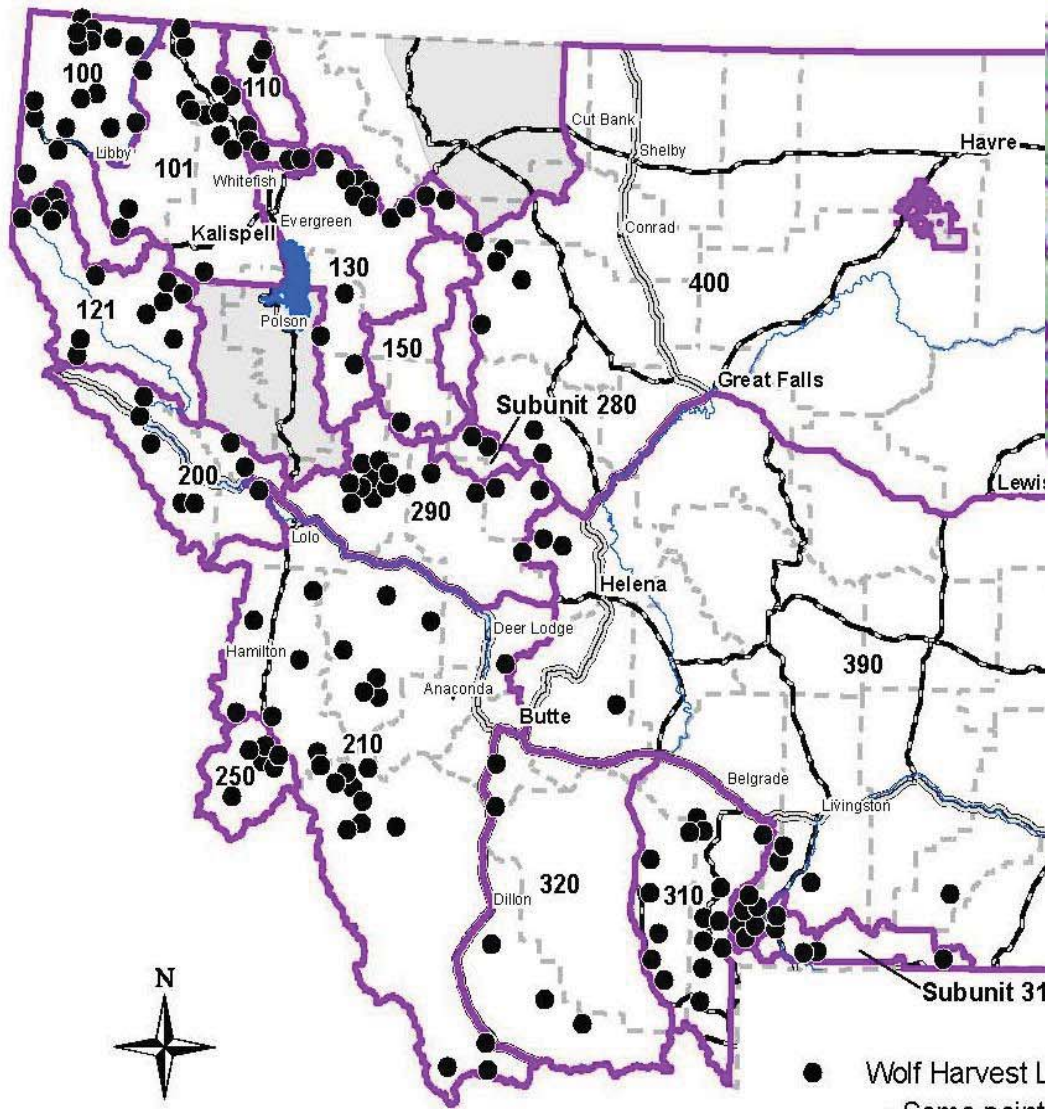 100
110
Cut Bank
Havre
Shelby
Libby
101
Whitefish
Evergreen
Kalispell
Conrad
130
400
121
Polson
150
Great Falls
Subunit 280
200
Lewis
290
Lolo
Helena
Deer Lodge
Hamilton
390
Anaconda
Butte
210
250
Belgrade
Livingston
320
310
Dillon
N
Subunit 31
Wolf Harvest L
Some point